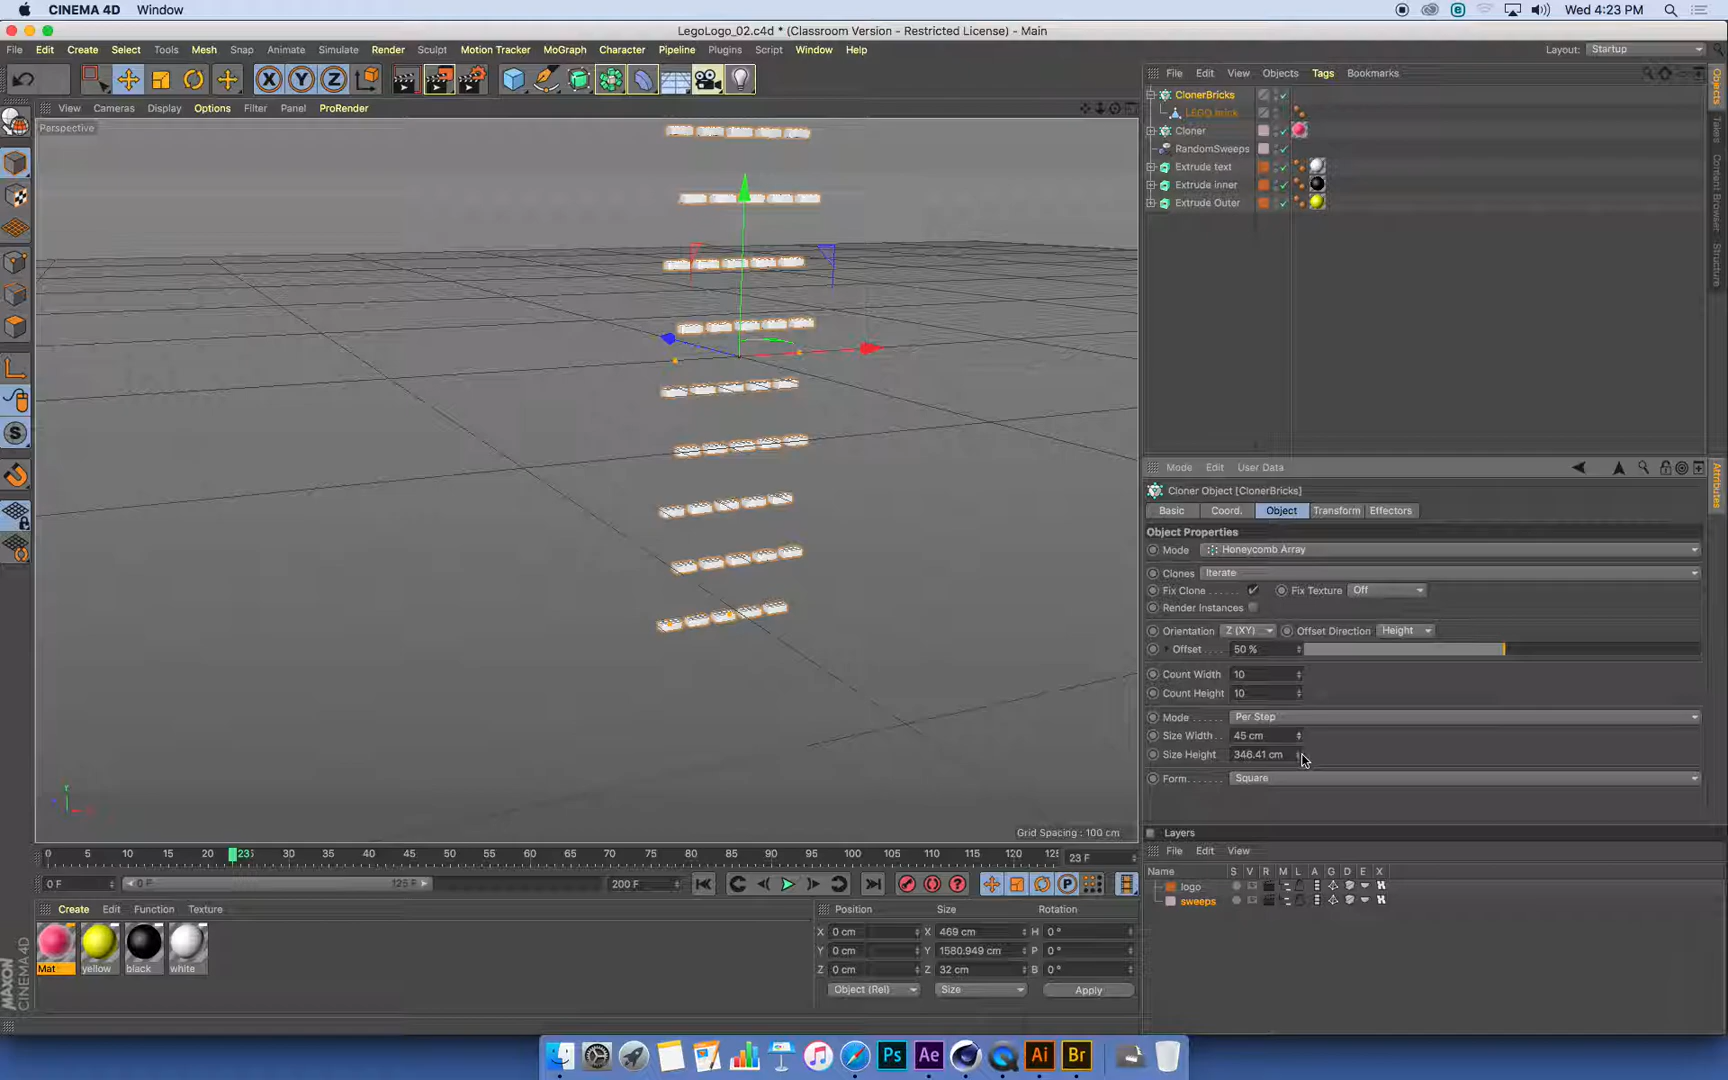 CINEMA 4D Window
Wed 4:23 PM
LegoLogo_02.c4d * (Classroom Version - Restricted License) - Main
File Edit Create Select Tools Mesh Snap Animate Simulate Render Sculpt Motion Tracker MoGraph Character Pipeline Plugins Script Window Help
Layout: Startup
View Cameras Display Options Filter Panel ProRender
Perspective
Grid Spacing : 100 cm
File Edit View Objects Tags Bookmarks
ClonerBricks
LEGO brick
Cloner
RandomSweeps
Extrude text
Extrude inner
Extrude Outer
Objects
Takes
Content Browser
Structure
Mode Edit User Data
Attributes
Cloner Object [ClonerBricks]
Basic Coord. Object Transform Effectors
Object Properties
Mode Honeycomb Array
Clones Iterate
Fix Clone Fix Texture Off
Render Instances
Orientation Z (XY) Offset Direction Height
Offset 50 %
Count Width 10
Count Height 10
Mode Per Step
Size Width 45 cm
Size Height 346.41 cm
Form Square
Layers
File Edit View
Name S V R M L A G D E X
logo
sweeps
0 5 10 15 20 23 30 35 40 45 50 55 60 65 70 75 80 85 90 95 100 105 110 115 120 12
23 F
0 F 0 F 125 F 200 F
Create Edit Function Texture
Mat yellow black white
Position Size Rotation
X 0 cm X 469 cm H 0 °
Y 0 cm Y 1580.949 cm P 0 °
Z 0 cm Z 32 cm B 0 °
Object (Rel) Size Apply
MAXON
CINEMA 4D
Ps Ae Ai Br